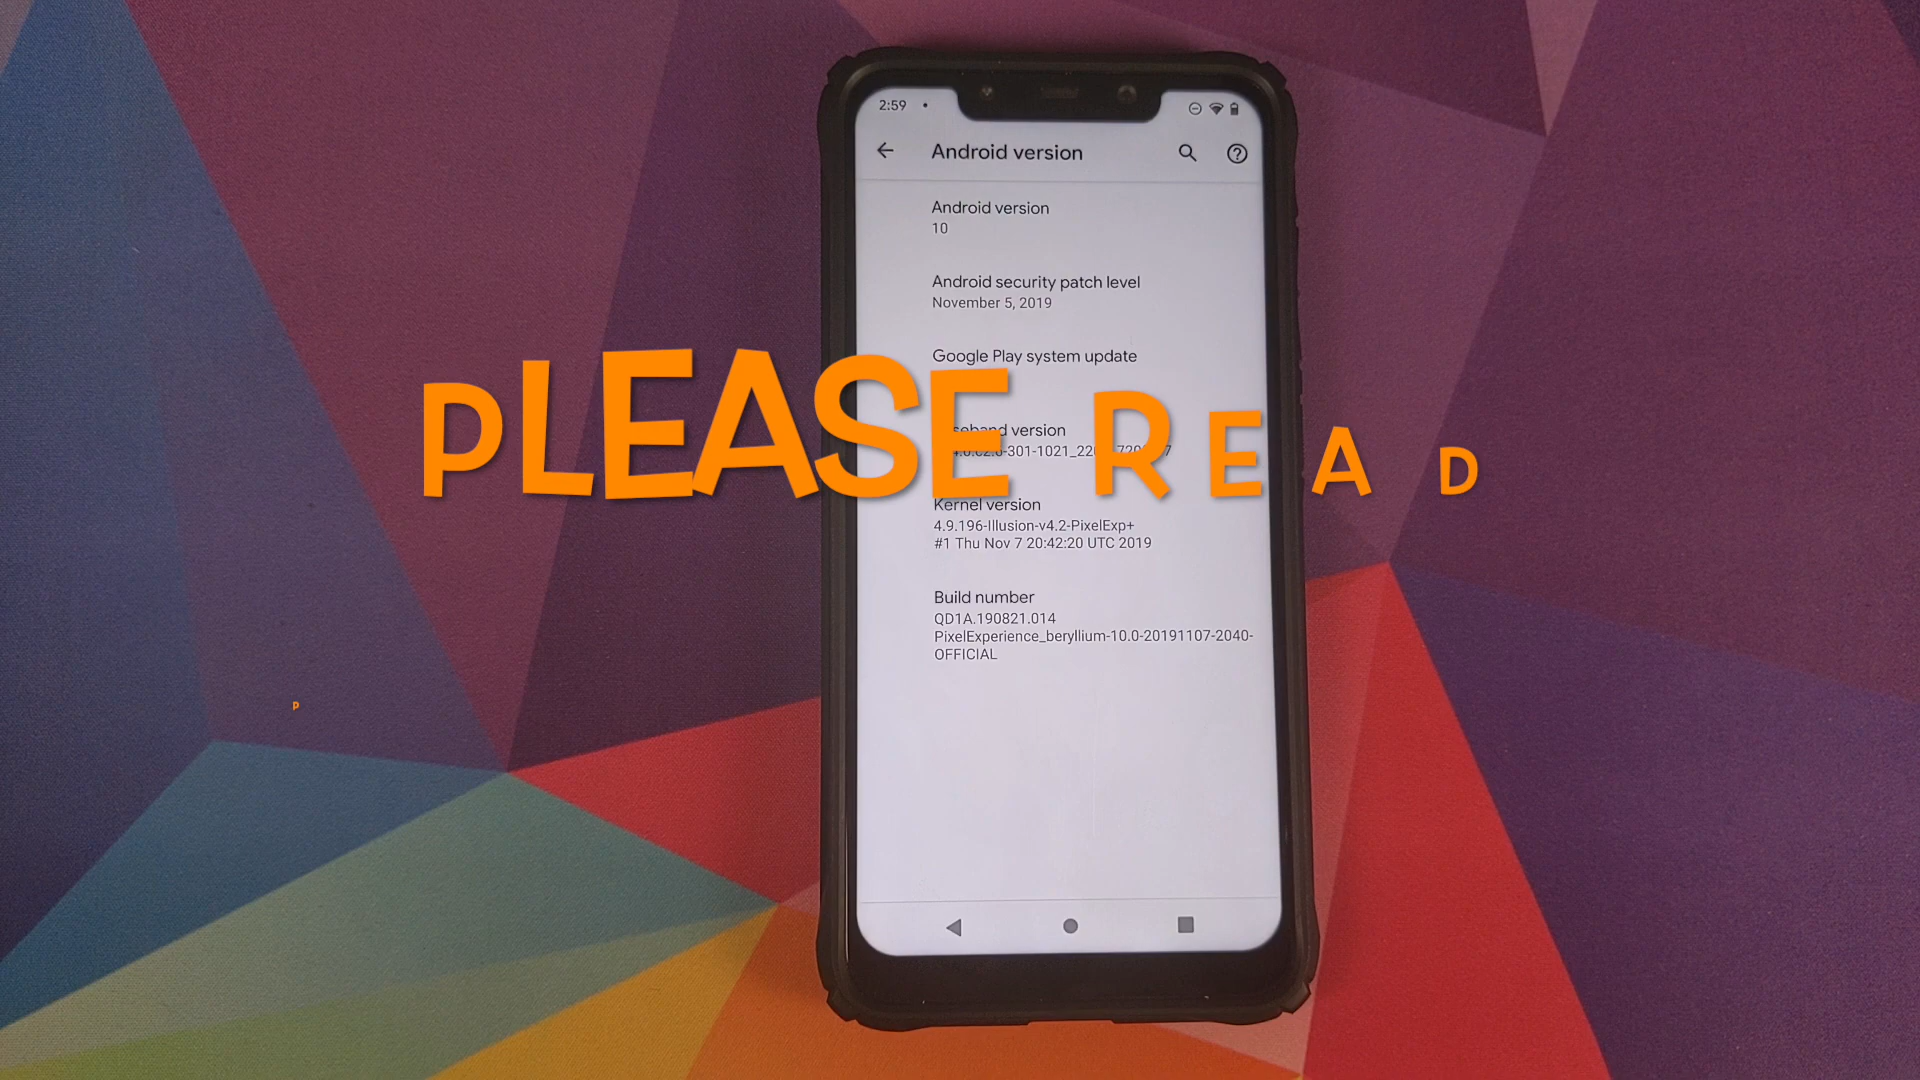 2:59
Android version
Android version
10
Android security patch level
November 5, 2019
Google Play system update
PLEASE READ
version
Kernel version
4.9.196-Illusion-v4.2-PixelExp+
#1 Thu Nov 7 20:42:20 UTC 2019
Build number
QD1A.190821.014
PixelExperience_beryllium-10.0-20191107-2040-
OFFICIAL
P